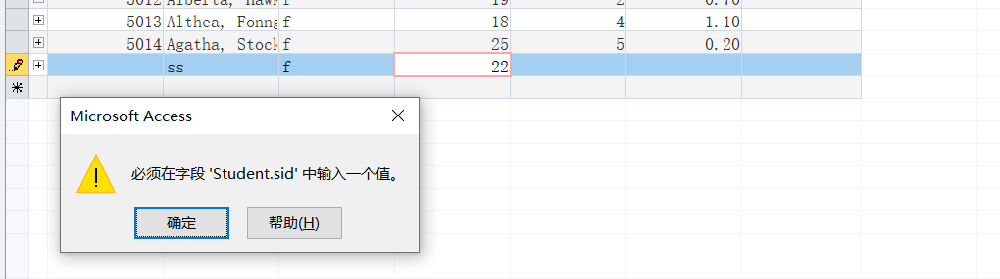 5012 Alberta, Hawk f 19 2 0.70
5013 Althea, Fonng f 18 4 1.10
5014 Agatha, Stock f 25 5 0.20
ss f 22
Microsoft Access
必须在字段 'Student.sid' 中输入一个值。
确定 帮助(H)